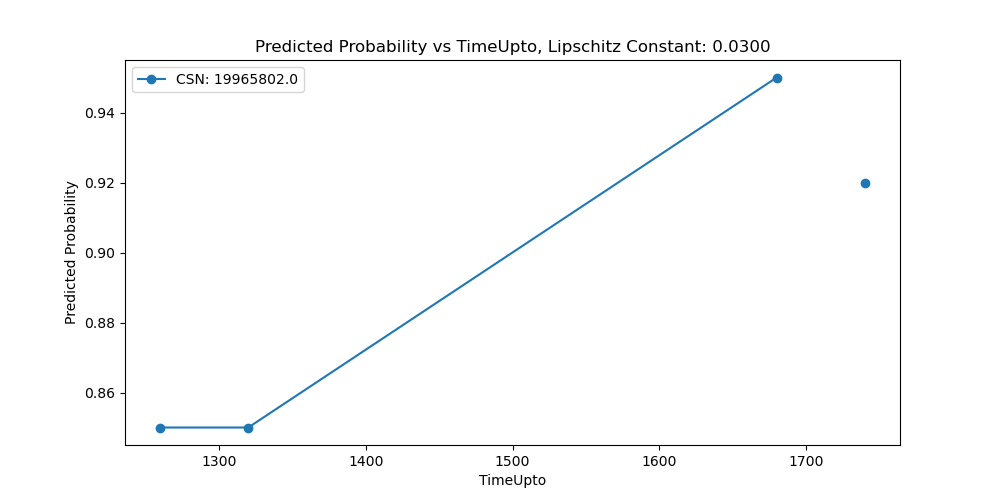 Predicted Probability vs TimeUpto, Lipschitz Constant: 0.0300
CSN: 19965802.0
Predicted Probability
0.94
0.92
0.90
0.88
0.86
1300 1400 1500 1600 1700
TimeUpto